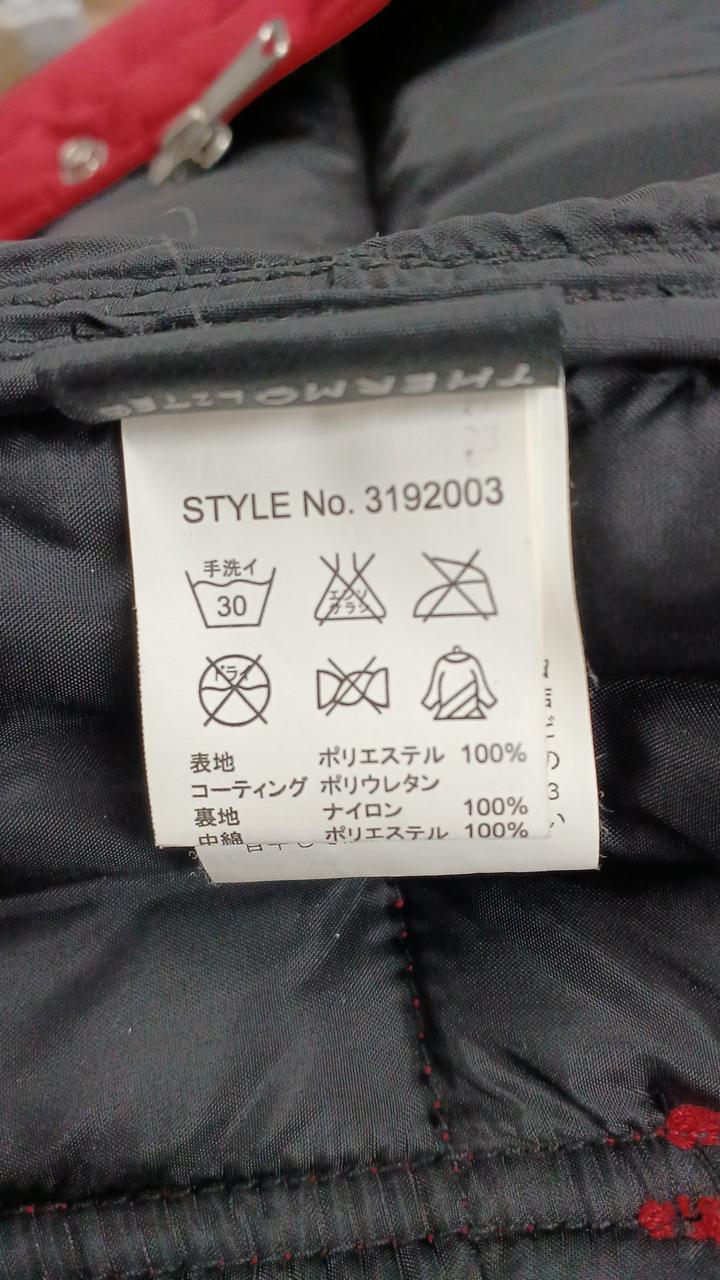 THERMOLITE
STYLE No. 3192003
手洗イ
30
エンソ
サラシ
ドライ
表地 ポリエステル 100%
コーティング ポリウレタン
裏地 ナイロン 100%
中綿 ポリエステル 100%